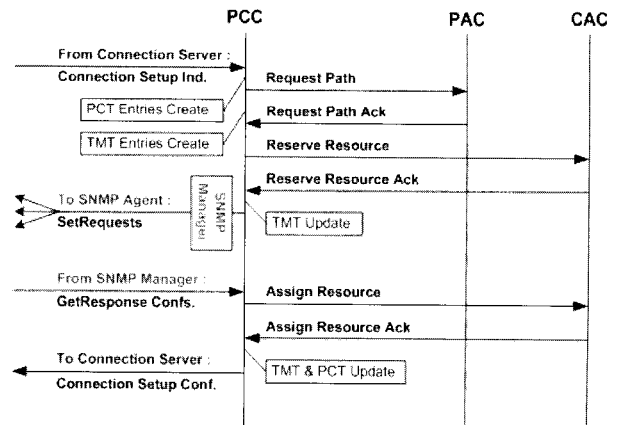 PCC PAC CAC
From Connection Server :
Connection Setup Ind.
Request Path
PCT Entries Create
Request Path Ack
TMT Entries Create
Reserve Resource
Reserve Resource Ack
To SNMP Agent :
SetRequests
SNMP
Manager
TMT Update
From SNMP Manager :
GetResponse Confs.
Assign Resource
Assign Resource Ack
To Connection Server :
Connection Setup Conf.
TMT & PCT Update